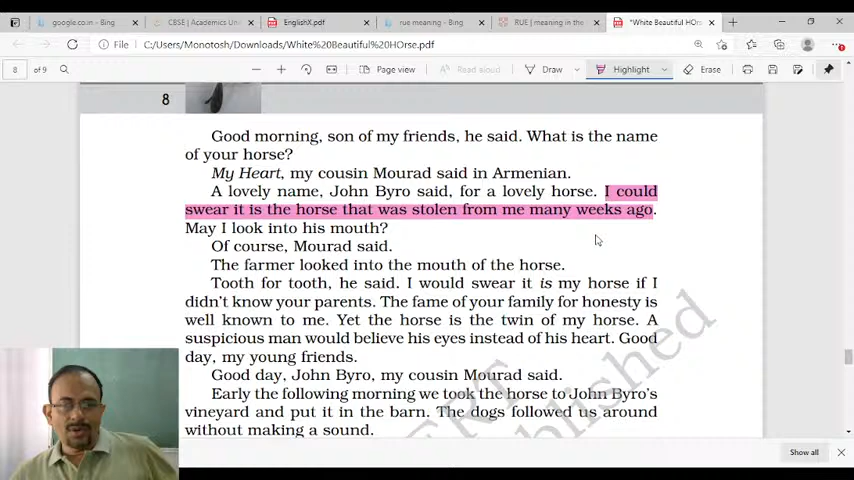 google.co.in - Bing
CBSE | Academics Uni
EnglishX.pdf
rue meaning - Bing
RUE | meaning in the
*White Beautiful HOrs
File | C:/Users/Monotosh/Downloads/White%20Beautiful%20HOrse.pdf
8 of 9
Page view
Read aloud
Draw
Highlight
Erase
8
Good morning, son of my friends, he said. What is the name
of your horse?
My Heart, my cousin Mourad said in Armenian.
A lovely name, John Byro said, for a lovely horse. I could
swear it is the horse that was stolen from me many weeks ago.
May I look into his mouth?
Of course, Mourad said.
The farmer looked into the mouth of the horse.
Tooth for tooth, he said. I would swear it is my horse if I
didn't know your parents. The fame of your family for honesty is
well known to me. Yet the horse is the twin of my horse. A
suspicious man would believe his eyes instead of his heart. Good
day, my young friends.
Good day, John Byro, my cousin Mourad said.
Early the following morning we took the horse to John Byro's
vineyard and put it in the barn. The dogs followed us around
without making a sound.
Show all